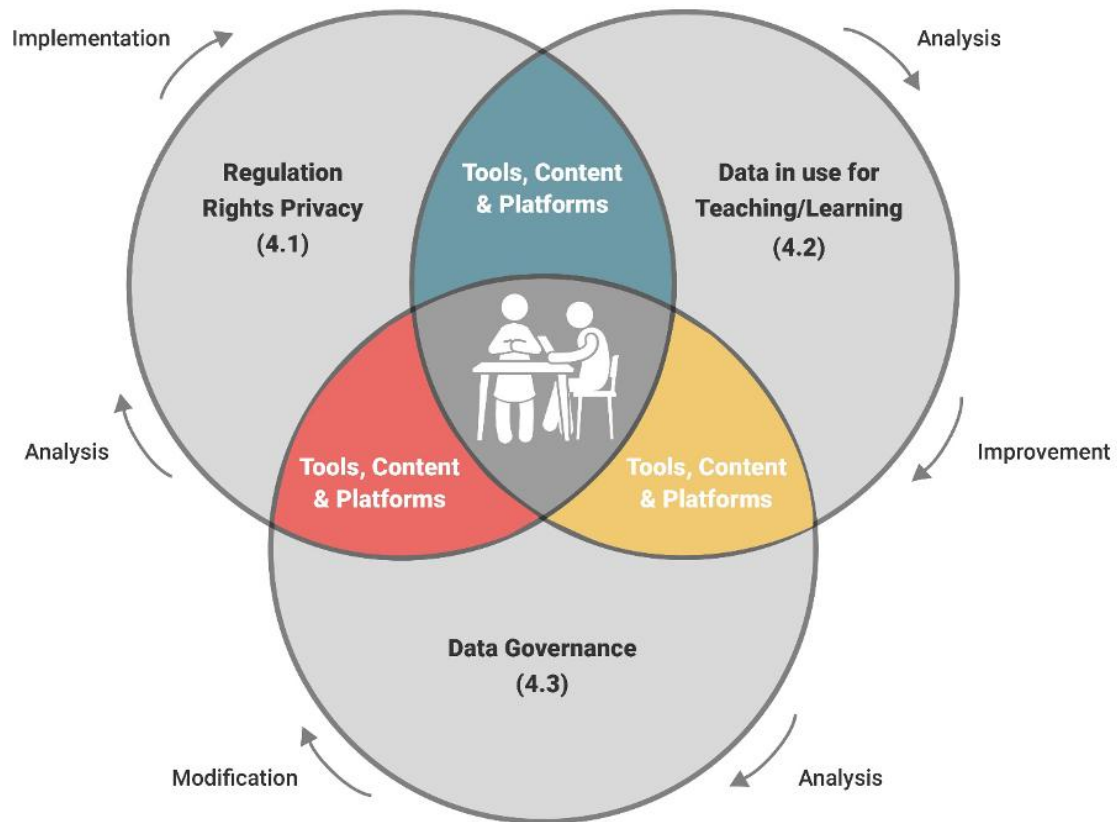 Implementation
Analysis
Regulation
Rights Privacy
(4.1)
Tools, Content
& Platforms
Data in use for
Teaching/Learning
(4.2)
Analysis
Improvement
Tools, Content
& Platforms
Tools, Content
& Platforms
Data Governance
(4.3)
Modification
Analysis